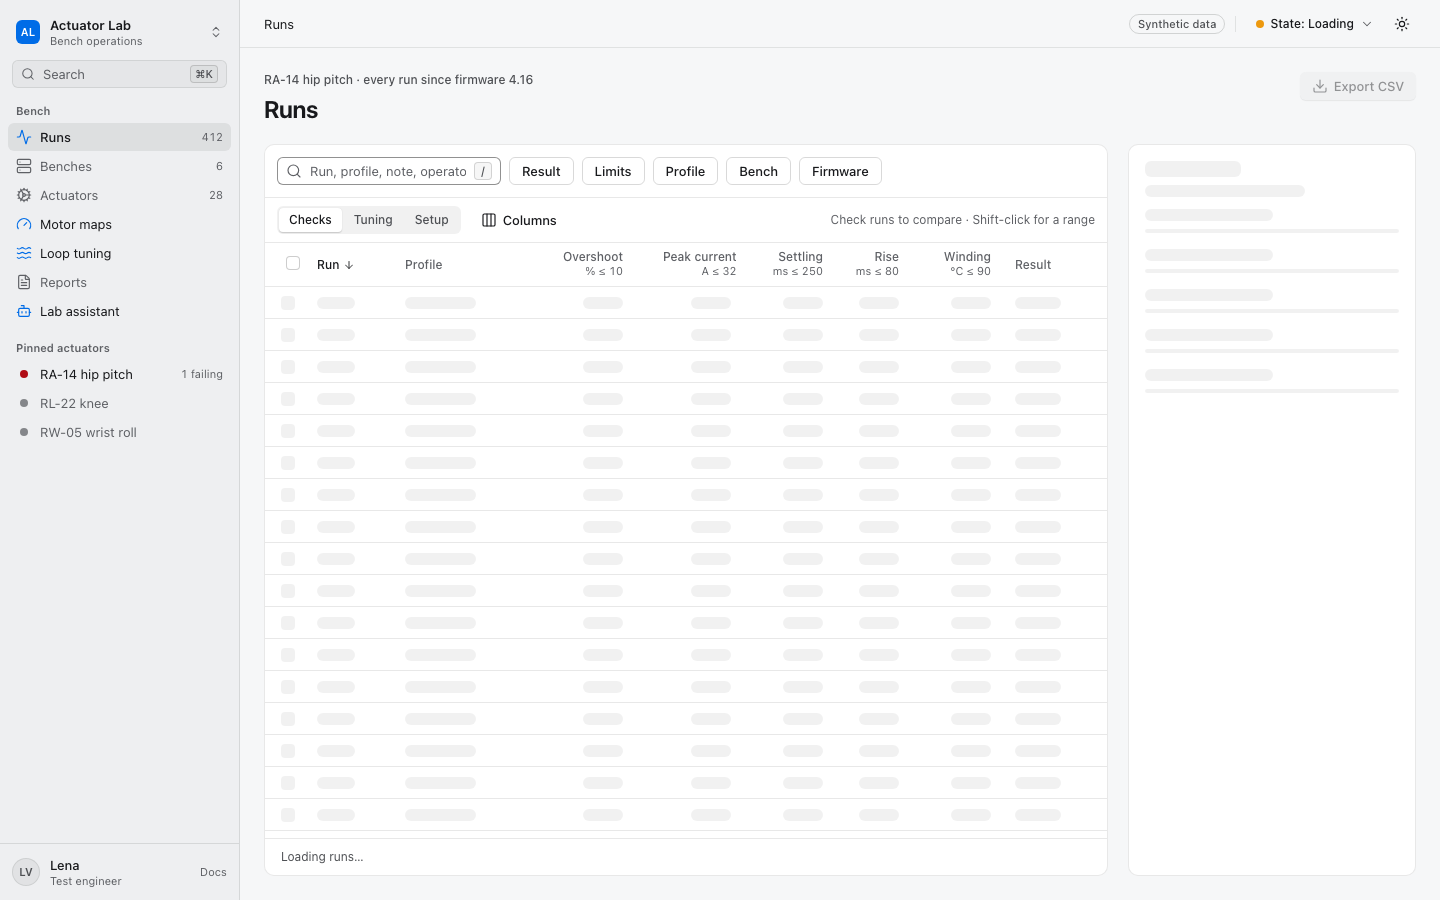 AL
Actuator Lab
Bench operations
Search
⌘K
Bench
Runs
412
Benches
6
Actuators
28
Motor maps
Loop tuning
Reports
Lab assistant
Pinned actuators
RA-14 hip pitch
1 failing
RL-22 knee
RW-05 wrist roll
LV
Lena
Test engineer
Docs
Runs
Synthetic data
State: Loading
RA-14 hip pitch · every run since firmware 4.16
Runs
Export CSV
Run, profile, note, operato
/
Result
Limits
Profile
Bench
Firmware
Checks
Tuning
Setup
Columns
Check runs to compare · Shift-click for a range
Run ↓
Profile
Overshoot
% ≤ 10
Peak current
A ≤ 32
Settling
ms ≤ 250
Rise
ms ≤ 80
Winding
°C ≤ 90
Result
Loading runs...